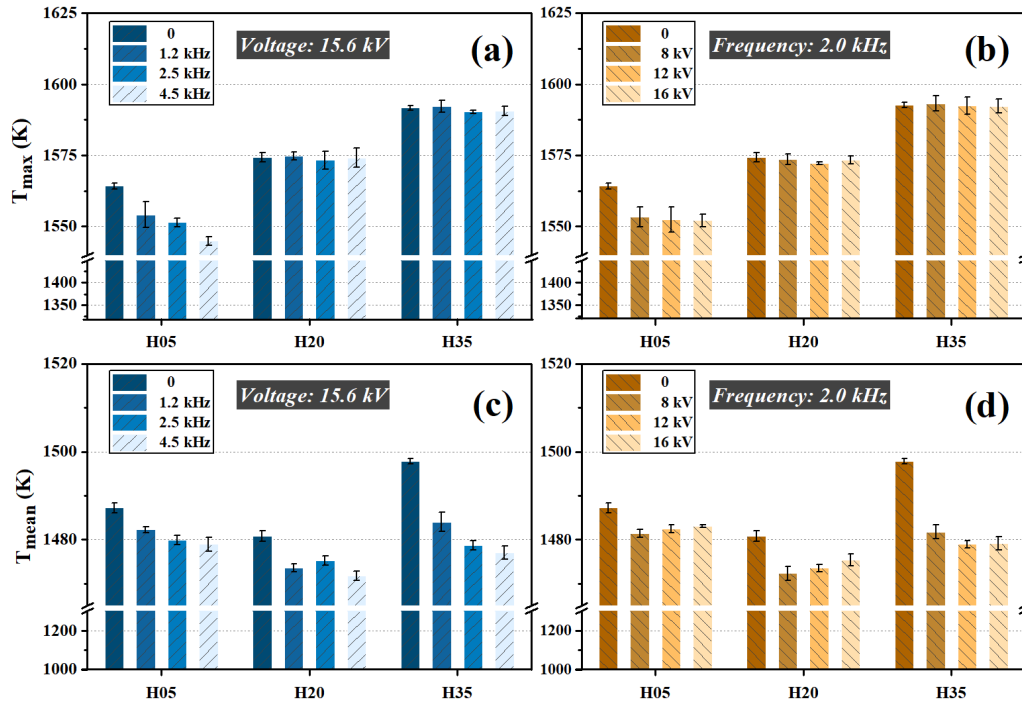 1625
1600
1575
1550
1400
1350
T_max (K)
0
1.2 kHz
2.5 kHz
4.5 kHz
Voltage: 15.6 kV
(a)
H05 H20 H35
1625
1600
1575
1550
1400
1350
0
8 kV
12 kV
16 kV
Frequency: 2.0 kHz
(b)
H05 H20 H35
1520
1500
1480
1200
1000
T_mean (K)
0
1.2 kHz
2.5 kHz
4.5 kHz
Voltage: 15.6 kV
(c)
H05 H20 H35
1520
1500
1480
1200
1000
0
8 kV
12 kV
16 kV
Frequency: 2.0 kHz
(d)
H05 H20 H35